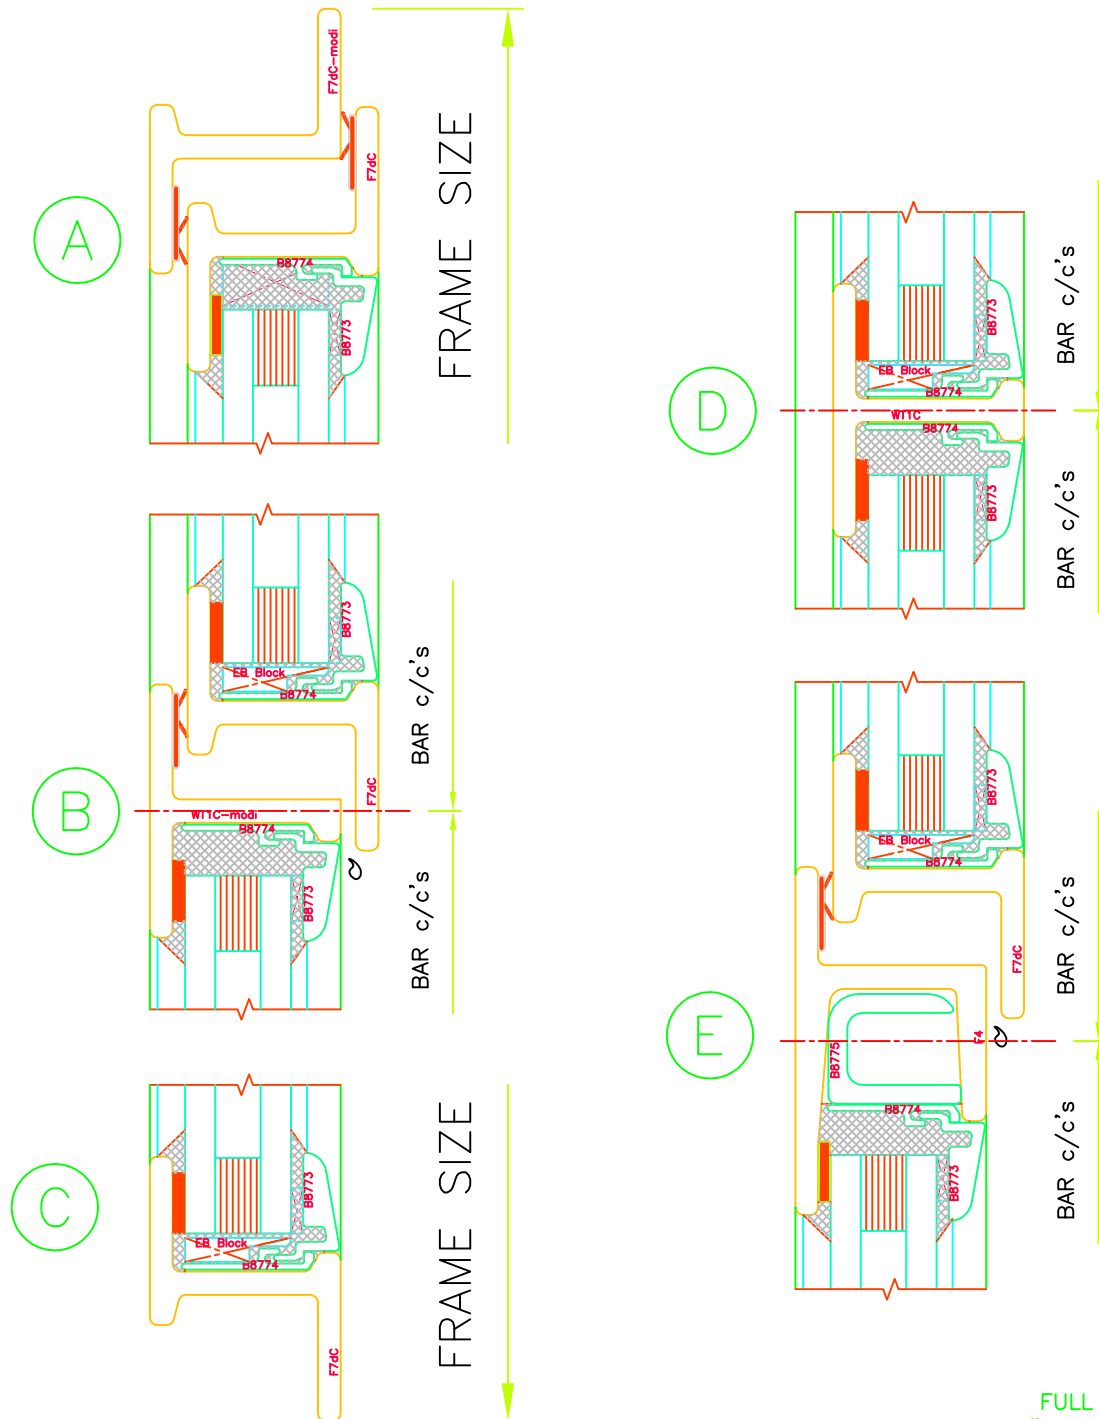 F7dC-modi
F7dC
A
B8774
B8773
FRAME SIZE
B8773
EB Block
B8774
BAR c/c's
B
W11C-modi
F7dC
B8774
B8773
BAR c/c's
C
B8773
EB Block
B8774
F7dC
FRAME SIZE
BAR c/c's
B8773
EB Block
B8774
D
W11C
B8774
B8773
BAR c/c's
B8773
EB Block
B8774
BAR c/c's
F7dC
E
B8775
F4
B8774
B8773
BAR c/c's
FULL